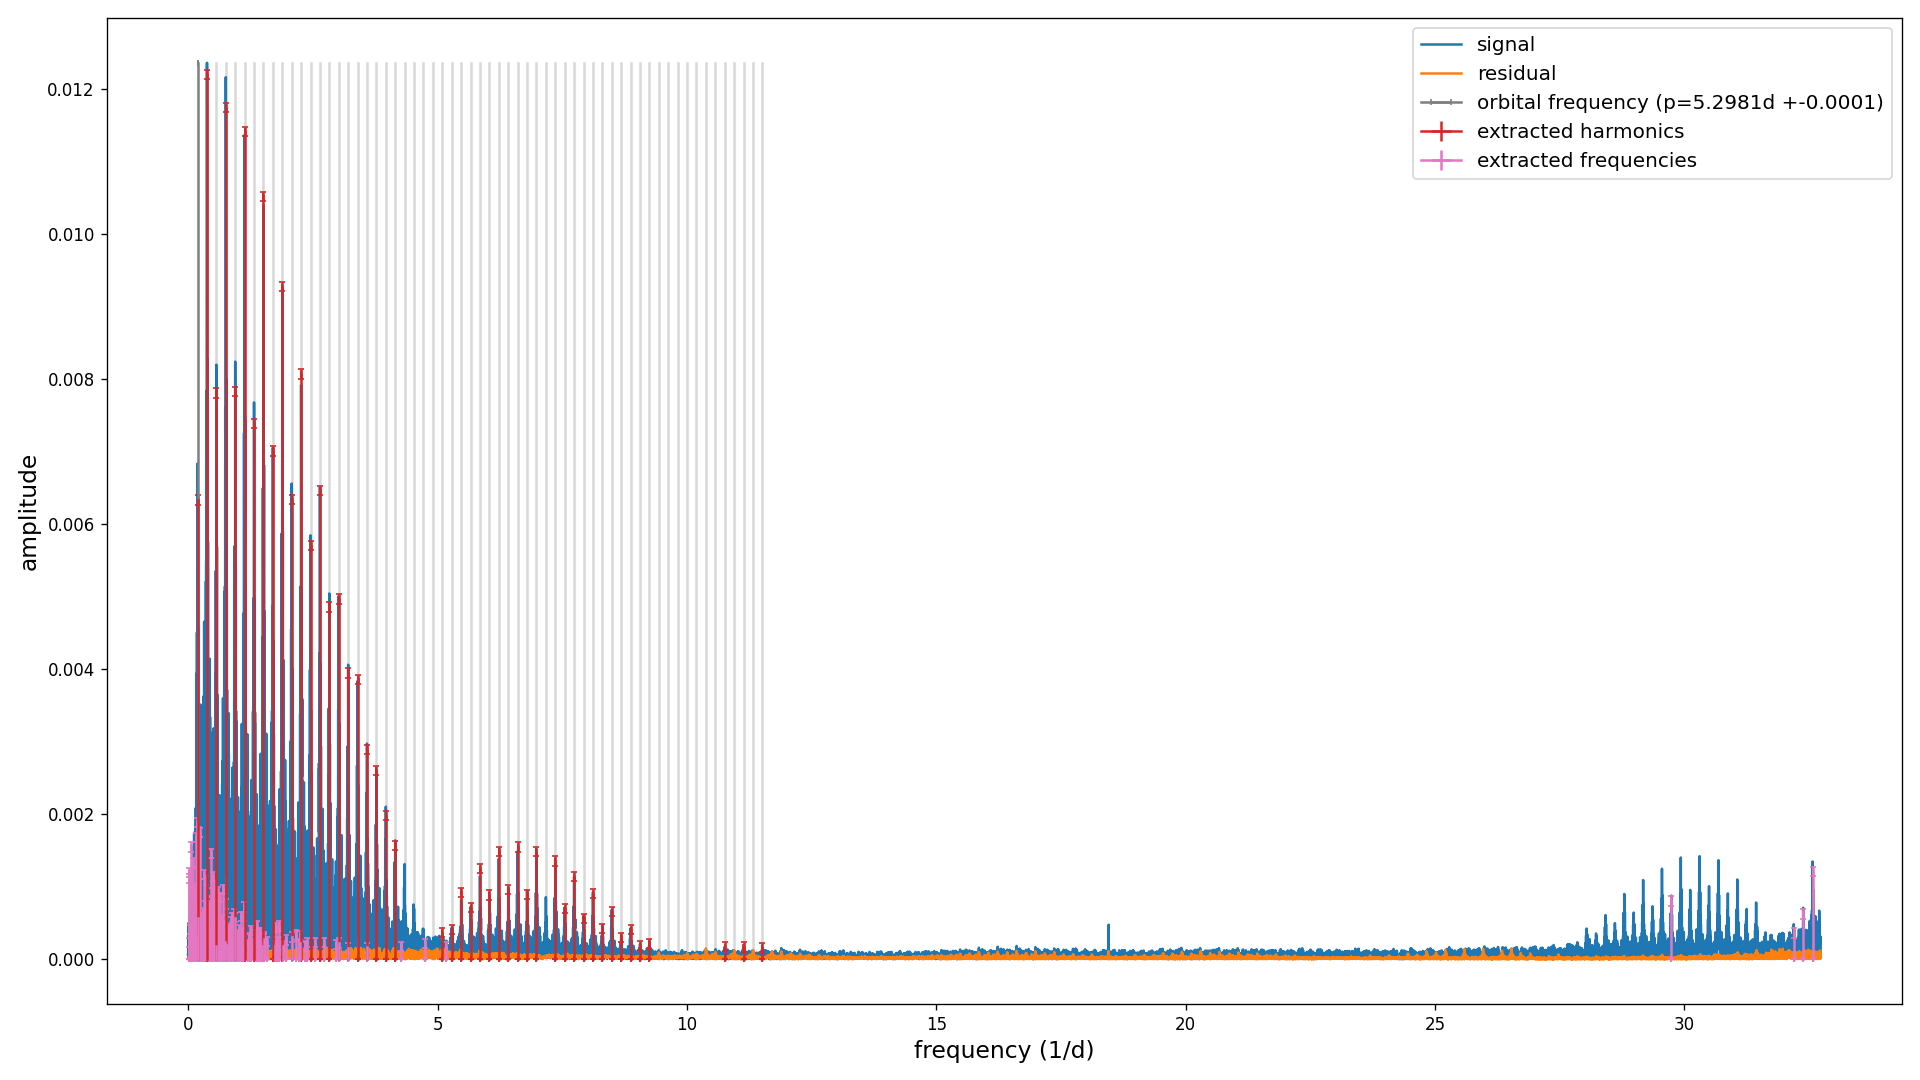 signal
residual
orbital frequency (p=5.2981d +-0.0001)
extracted harmonics
extracted frequencies
amplitude
0.012
0.010
0.008
0.006
0.004
0.002
0.000
0 5 10 15 20 25 30
frequency (1/d)